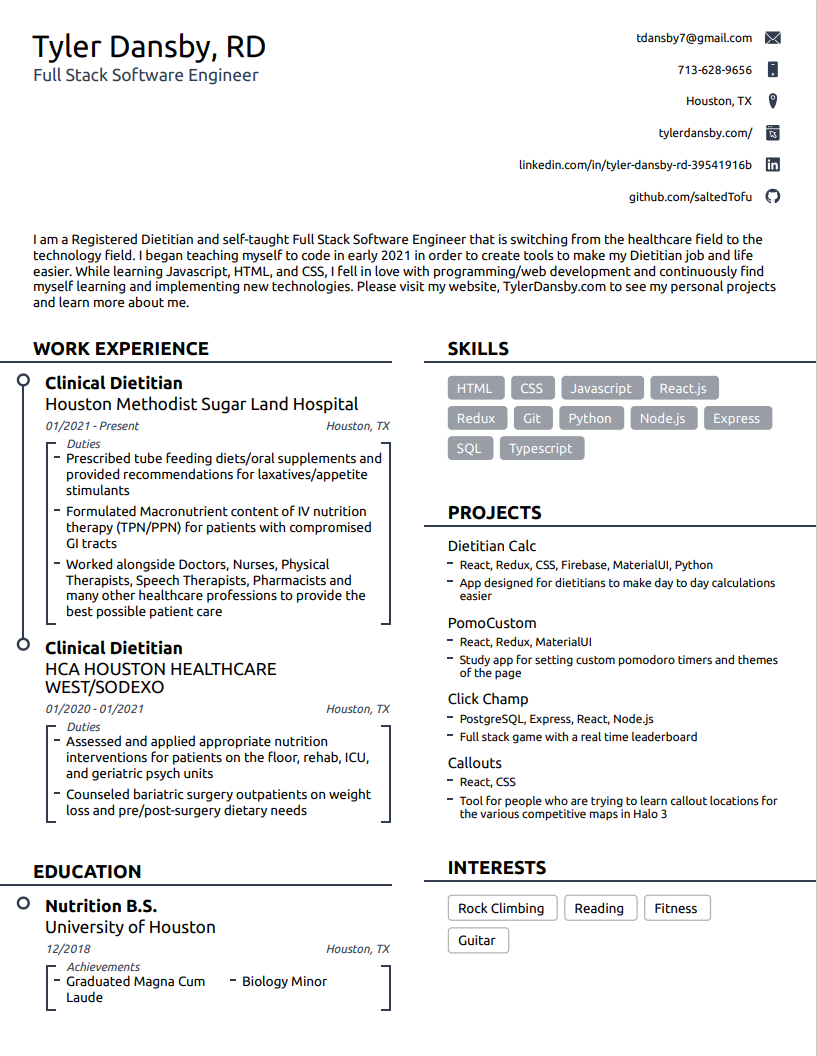 Tyler Dansby, RD
Full Stack Software Engineer
tdansby7@gmail.com
713-628-9656
Houston, TX
tylerdansby.com/
linkedin.com/in/tyler-dansby-rd-39541916b
github.com/saltedTofu
I am a Registered Dietitian and self-taught Full Stack Software Engineer that is switching from the healthcare field to the
technology field. I began teaching myself to code in early 2021 in order to create tools to make my Dietitian job and life
easier. While learning Javascript, HTML, and CSS, I fell in love with programming/web development and continuously find
myself learning and implementing new technologies. Please visit my website, TylerDansby.com to see my personal projects
and learn more about me.
WORK EXPERIENCE
Clinical Dietitian
Houston Methodist Sugar Land Hospital
01/2021 - Present
Houston, TX
Duties
- Prescribed tube feeding diets/oral supplements and
provided recommendations for laxatives/appetite
stimulants
- Formulated Macronutrient content of IV nutrition
therapy (TPN/PPN) for patients with compromised
GI tracts
- Worked alongside Doctors, Nurses, Physical
Therapists, Speech Therapists, Pharmacists and
many other healthcare professions to provide the
best possible patient care
Clinical Dietitian
HCA HOUSTON HEALTHCARE
WEST/SODEXO
01/2020 - 01/2021
Houston, TX
Duties
- Assessed and applied appropriate nutrition
interventions for patients on the floor, rehab, ICU,
and geriatric psych units
- Counseled bariatric surgery outpatients on weight
loss and pre/post-surgery dietary needs
EDUCATION
Nutrition B.S.
University of Houston
12/2018
Houston, TX
Achievements
- Graduated Magna Cum
Laude
- Biology Minor
SKILLS
HTML CSS Javascript React.js
Redux Git Python Node.js Express
SQL Typescript
PROJECTS
Dietitian Calc
- React, Redux, CSS, Firebase, MaterialUI, Python
- App designed for dietitians to make day to day calculations
easier
PomoCustom
- React, Redux, MaterialUI
- Study app for setting custom pomodoro timers and themes
of the page
Click Champ
- PostgreSQL, Express, React, Node.js
- Full stack game with a real time leaderboard
Callouts
- React, CSS
- Tool for people who are trying to learn callout locations for
the various competitive maps in Halo 3
INTERESTS
Rock Climbing Reading Fitness
Guitar